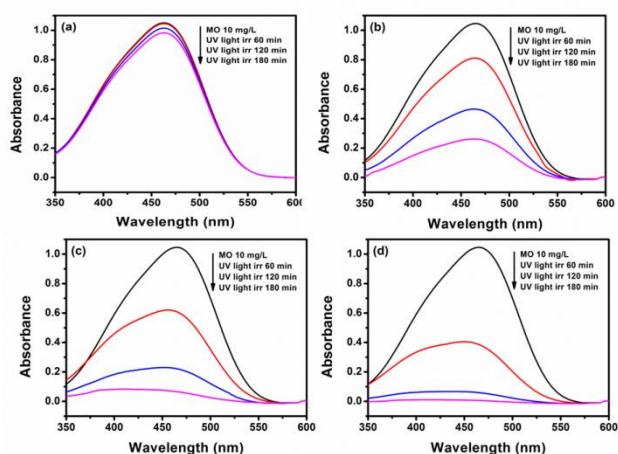 (a)
MO 10 mg/L
UV light irr 60 min
UV light irr 120 min
UV light irr 180 min
1.0
0.8
0.6
0.4
0.2
0.0
Absorbance
350 400 450 500 550 600
Wavelength (nm)
(b)
MO 10 mg/L
UV light irr 60 min
UV light irr 120 min
UV light irr 180 min
1.0
0.8
0.6
0.4
0.2
0.0
Absorbance
350 400 450 500 550 600
Wavelength (nm)
(c)
MO 10 mg/L
UV light irr 60 min
UV light irr 120 min
UV light irr 180 min
1.0
0.8
0.6
0.4
0.2
0.0
Absorbance
350 400 450 500 550 600
Wavelength (nm)
(d)
MO 10 mg/L
UV light irr 60 min
UV light irr 120 min
UV light irr 180 min
1.0
0.8
0.6
0.4
0.2
0.0
Absorbance
350 400 450 500 550 600
Wavelength (nm)